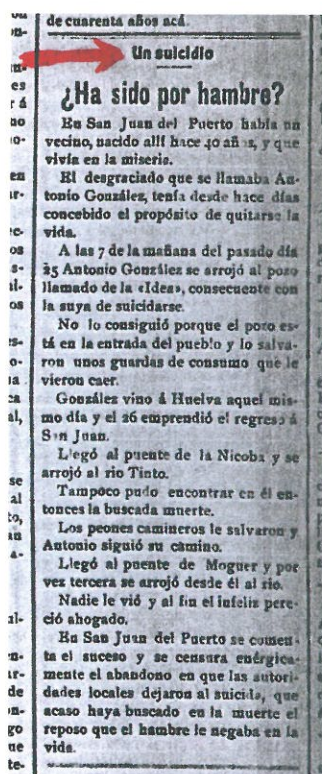 de cuarenta años acá.
Un suicidio
¿Ha sido por hambre?
En San Juan del Puerto había un
vecino, nacido allí hace 40 años, y que
vivía en la miseria.
El desgraciado que se llamaba An-
tonio González, tenía desde hace días
concebido el propósito de quitarse la
vida.
A las 7 de la mañana del pasado día
25 Antonio González se arrojó al pozo
llamado de la «Idea», consecuente con
la suya de suicidarse.
No lo consiguió porque el pozo es-
tá en la entrada del pueblo y lo salva-
ron unos guardas de consumo que le
vieron caer.
González vino á Huelva aquel mis-
mo día y el 26 emprendió el regreso á
San Juan.
Llegó al puente de la Nicoba y se
arrojó al rio Tinto.
Tampoco pudo encontrar en él en-
tonces la buscada muerte.
Los peones camineros le salvaron y
Antonio siguió su camino.
Llegó al puente de Moguer y por
vez tercera se arrojó desde él al rio.
Nadie le vió y al fin el infeliz pere-
ció ahogado.
En San Juan del Puerto se comen-
ta el suceso y se censura enérgica-
mente el abandono en que las autori-
dades locales dejaron al suicida, que
acaso haya buscado en la muerte el
reposo que el hambre le negaba en la
vida.